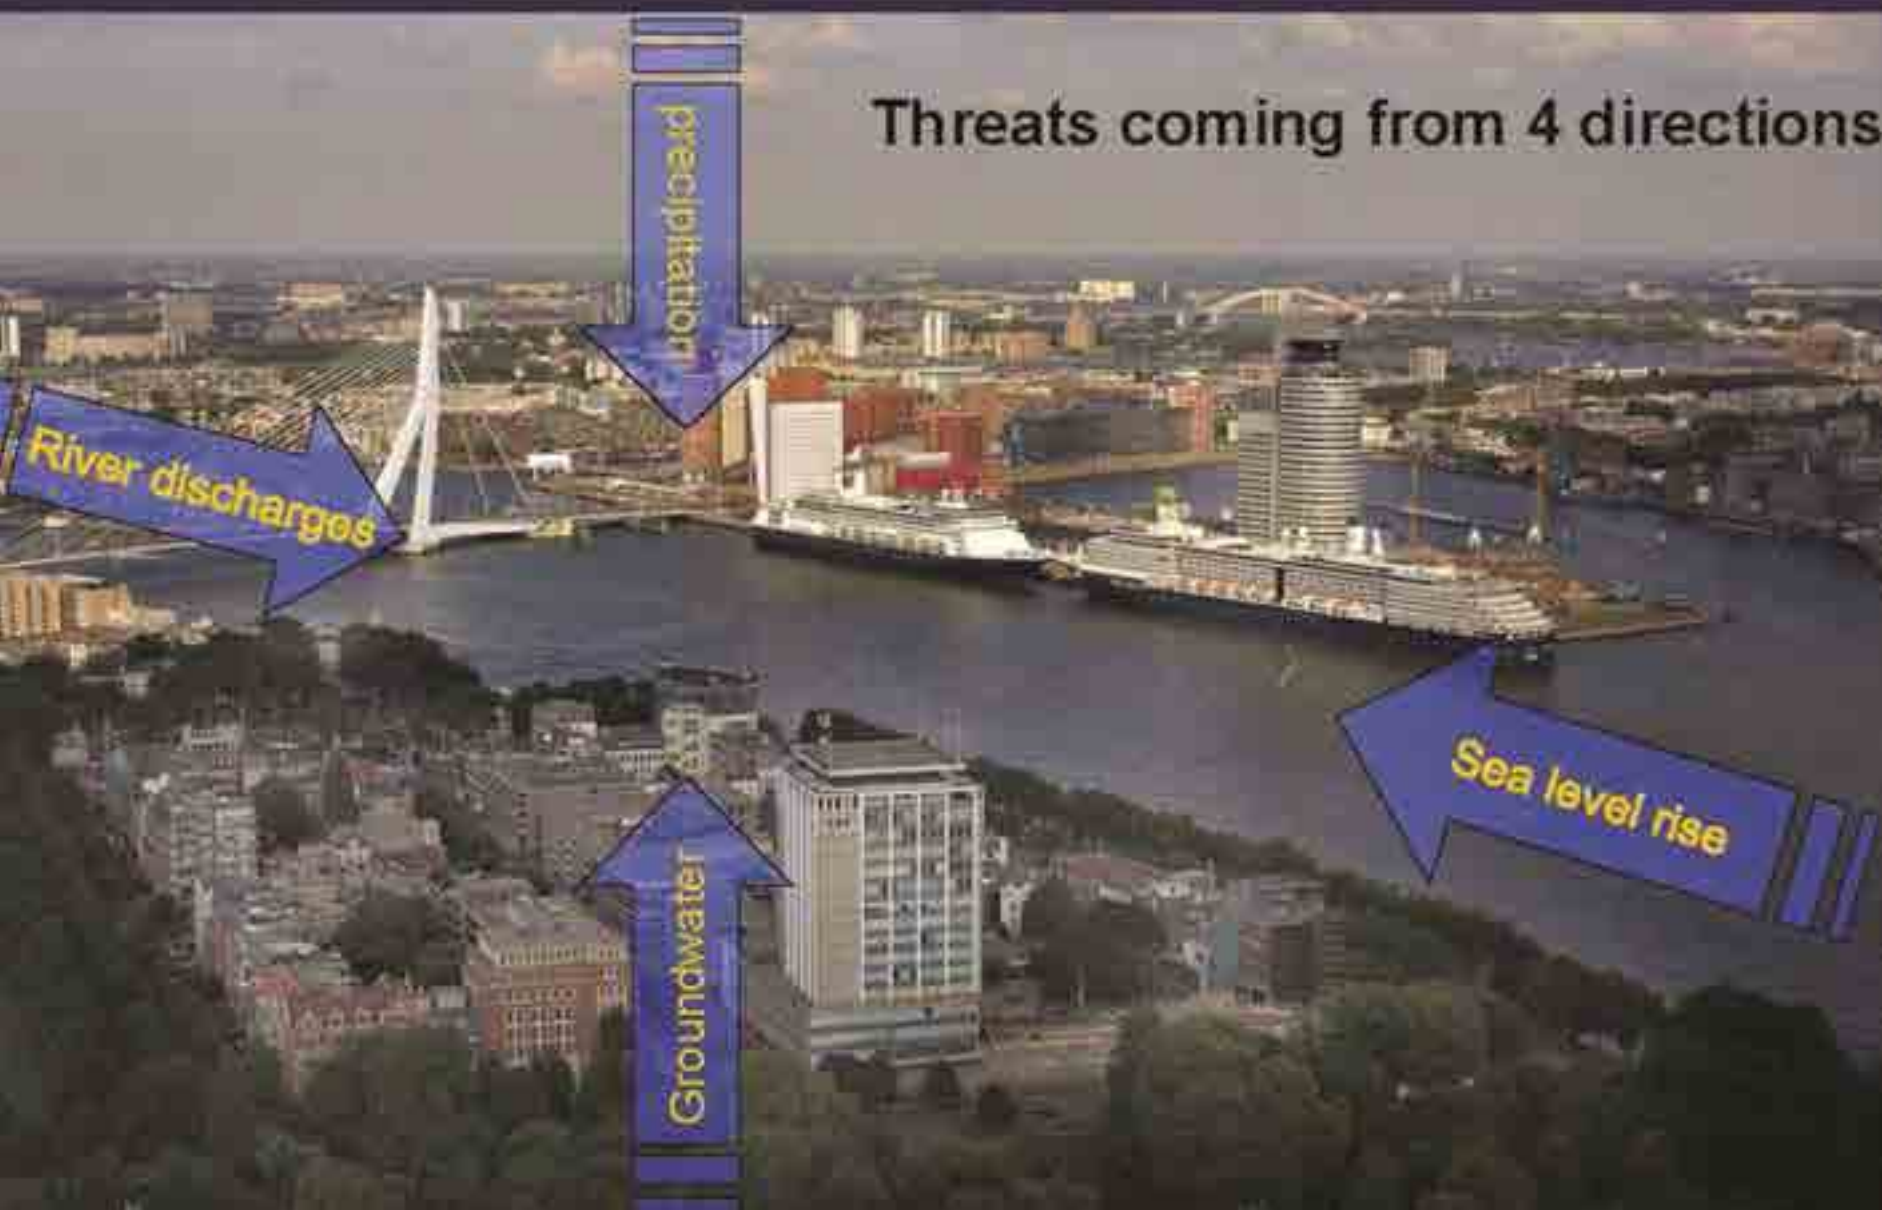 Threats coming from 4 directions
precipitation
River discharges
Sea level rise
Groundwater